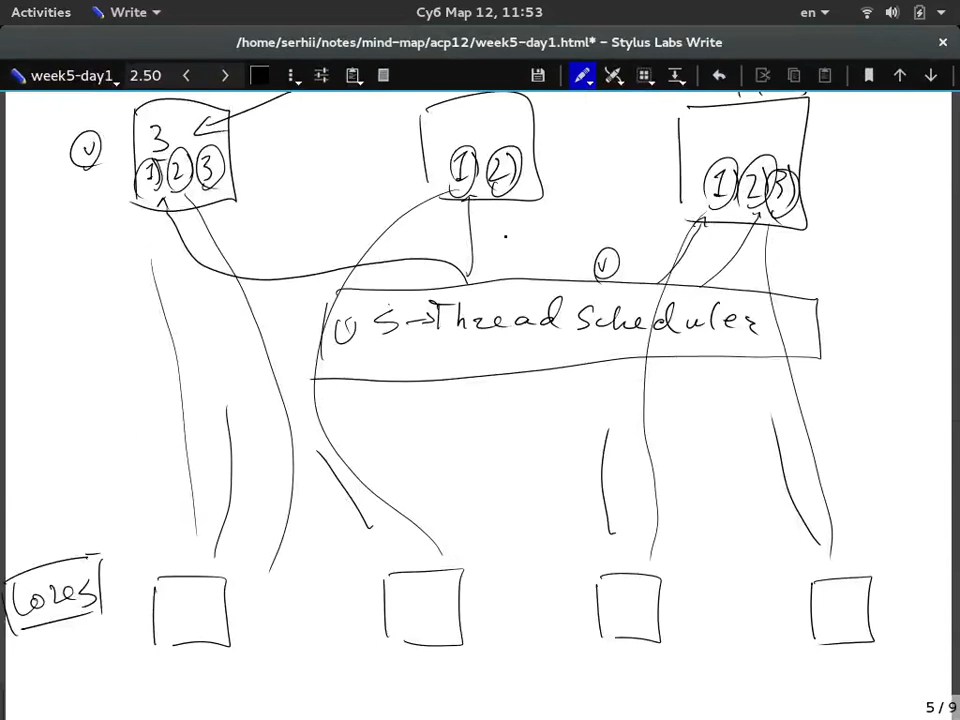 Activities Write Суб Мар 12, 11:53 en
/home/serhii/notes/mind-map/acp12/week5-day1.html* – Stylus Labs Write
week5-day1 2.50
3
1 2 3
1 2
1 2 3
v
v
S→Thread Scheduler
Cores
5 / 9